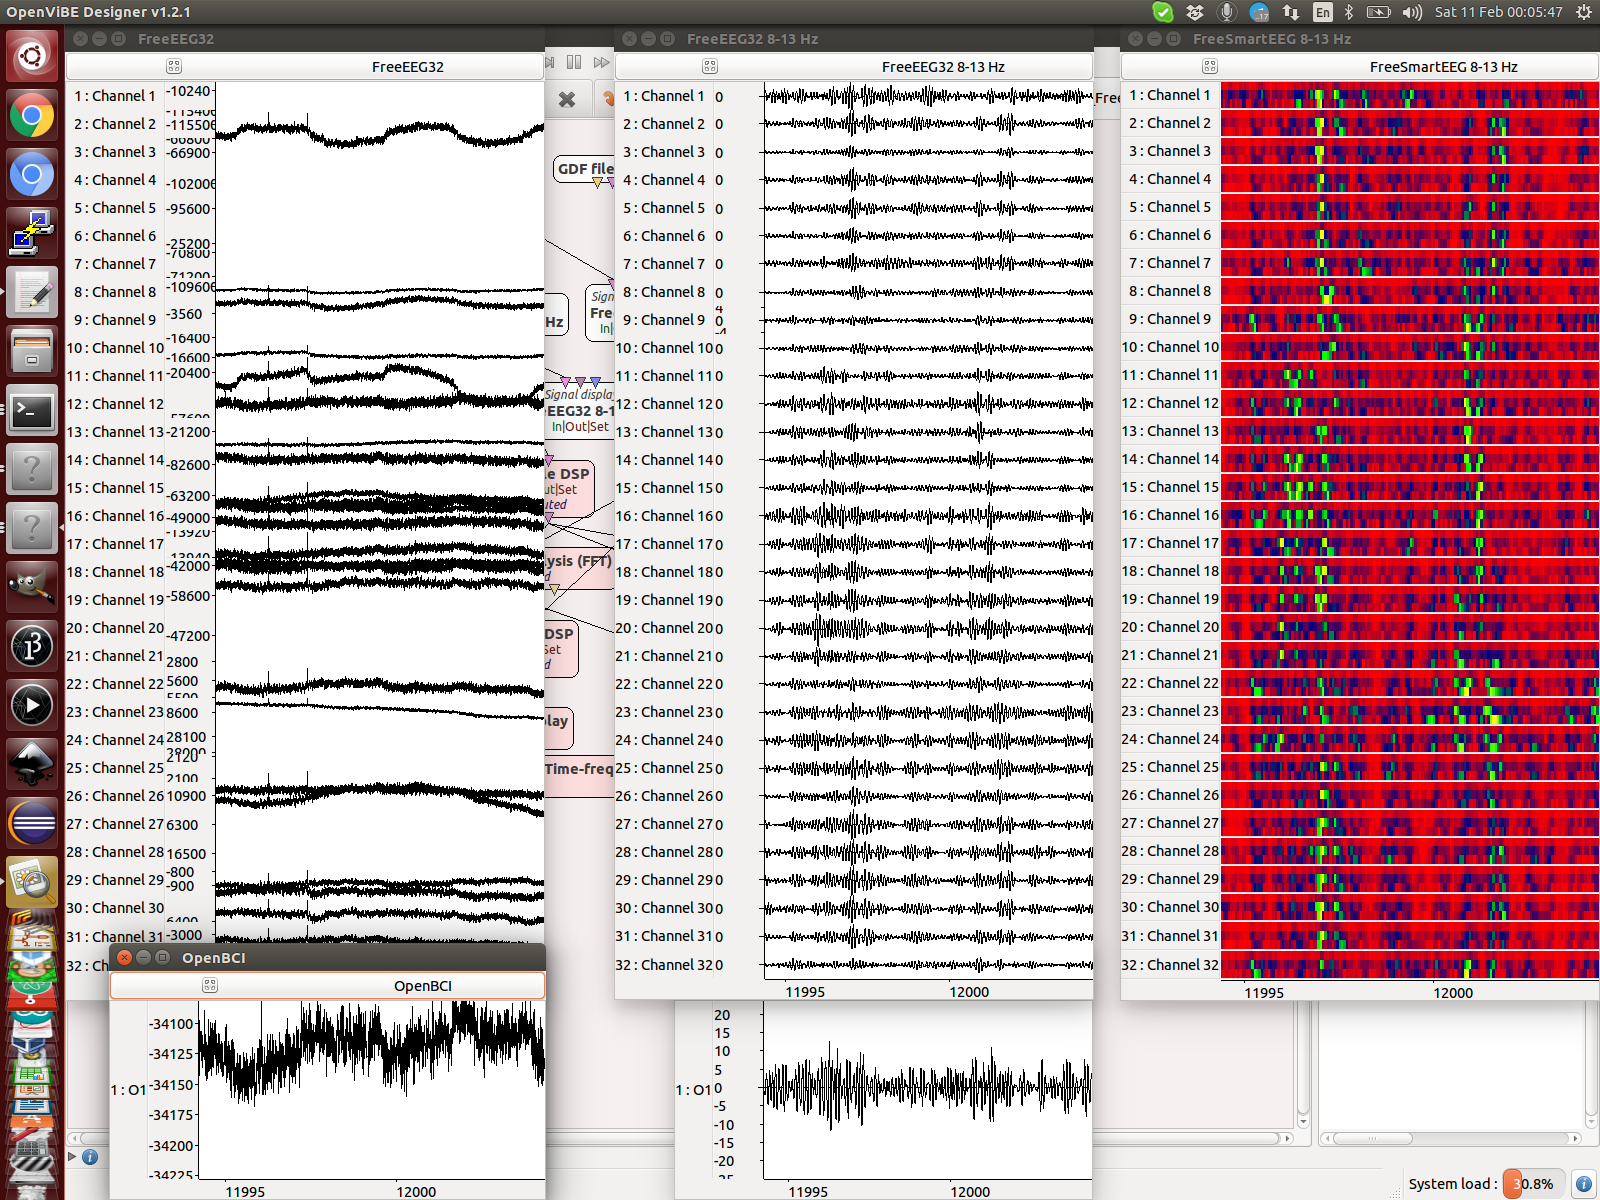 OpenViBE Designer v1.2.1
En
Sat 11 Feb 00:05:47
FreeEEG32
FreeEEG32
1 : Channel 1
2 : Channel 2
3 : Channel 3
4 : Channel 4
5 : Channel 5
6 : Channel 6
7 : Channel 7
8 : Channel 8
9 : Channel 9
10 : Channel 10
11 : Channel 11
12 : Channel 12
13 : Channel 13
14 : Channel 14
15 : Channel 15
16 : Channel 16
17 : Channel 17
18 : Channel 18
19 : Channel 19
20 : Channel 20
21 : Channel 21
22 : Channel 22
23 : Channel 23
24 : Channel 24
25 : Channel 25
26 : Channel 26
27 : Channel 27
28 : Channel 28
29 : Channel 29
30 : Channel 30
31 : Channel 31
32 : Ch
-10240
-115506
-66900
-102006
-95600
-25200
-70800
-109606
-3560
-16400
-16600
-20400
-21200
-82600
-63200
-49000
-13920
-42000
-58600
-47200
2800
5600
8600
28100
2120
2100
10900
6300
16500
-800
-900
-3000
GDF file
Hz
Sign
Fre
In|
Signal display
EEG32 8-1
In|Out|Set
le DSP
ut|Set
uted
ysis (FFT)
d
DSP
Set
d
lay
Time-freq
_Free
FreeEEG32 8-13 Hz
FreeEEG32 8-13 Hz
1 : Channel 1 0
2 : Channel 2 0
3 : Channel 3 0
4 : Channel 4 0
5 : Channel 5 0
6 : Channel 6 0
7 : Channel 7 0
8 : Channel 8 0
9 : Channel 9 0
10 : Channel 10 0
11 : Channel 11 0
12 : Channel 12 0
13 : Channel 13 0
14 : Channel 14 0
15 : Channel 15 0
16 : Channel 16 0
17 : Channel 17 0
18 : Channel 18 0
19 : Channel 19 0
20 : Channel 20 0
21 : Channel 21 0
22 : Channel 22 0
23 : Channel 23 0
24 : Channel 24 0
25 : Channel 25 0
26 : Channel 26 0
27 : Channel 27 0
28 : Channel 28 0
29 : Channel 29 0
30 : Channel 30 0
31 : Channel 31 0
32 : Channel 32 0
11995 12000
FreeSmartEEG 8-13 Hz
FreeSmartEEG 8-13 Hz
1 : Channel 1
2 : Channel 2
3 : Channel 3
4 : Channel 4
5 : Channel 5
6 : Channel 6
7 : Channel 7
8 : Channel 8
9 : Channel 9
10 : Channel 10
11 : Channel 11
12 : Channel 12
13 : Channel 13
14 : Channel 14
15 : Channel 15
16 : Channel 16
17 : Channel 17
18 : Channel 18
19 : Channel 19
20 : Channel 20
21 : Channel 21
22 : Channel 22
23 : Channel 23
24 : Channel 24
25 : Channel 25
26 : Channel 26
27 : Channel 27
28 : Channel 28
29 : Channel 29
30 : Channel 30
31 : Channel 31
32 : Channel 32
11995 12000
OpenBCI
OpenBCI
-34100
-34125
-34150
-34175
-34200
-34225
1 : O1
11995 12000
20
15
10
5
0
-5
-10
-15
-20
1 : O1
11995 12000
System load : 30.8%